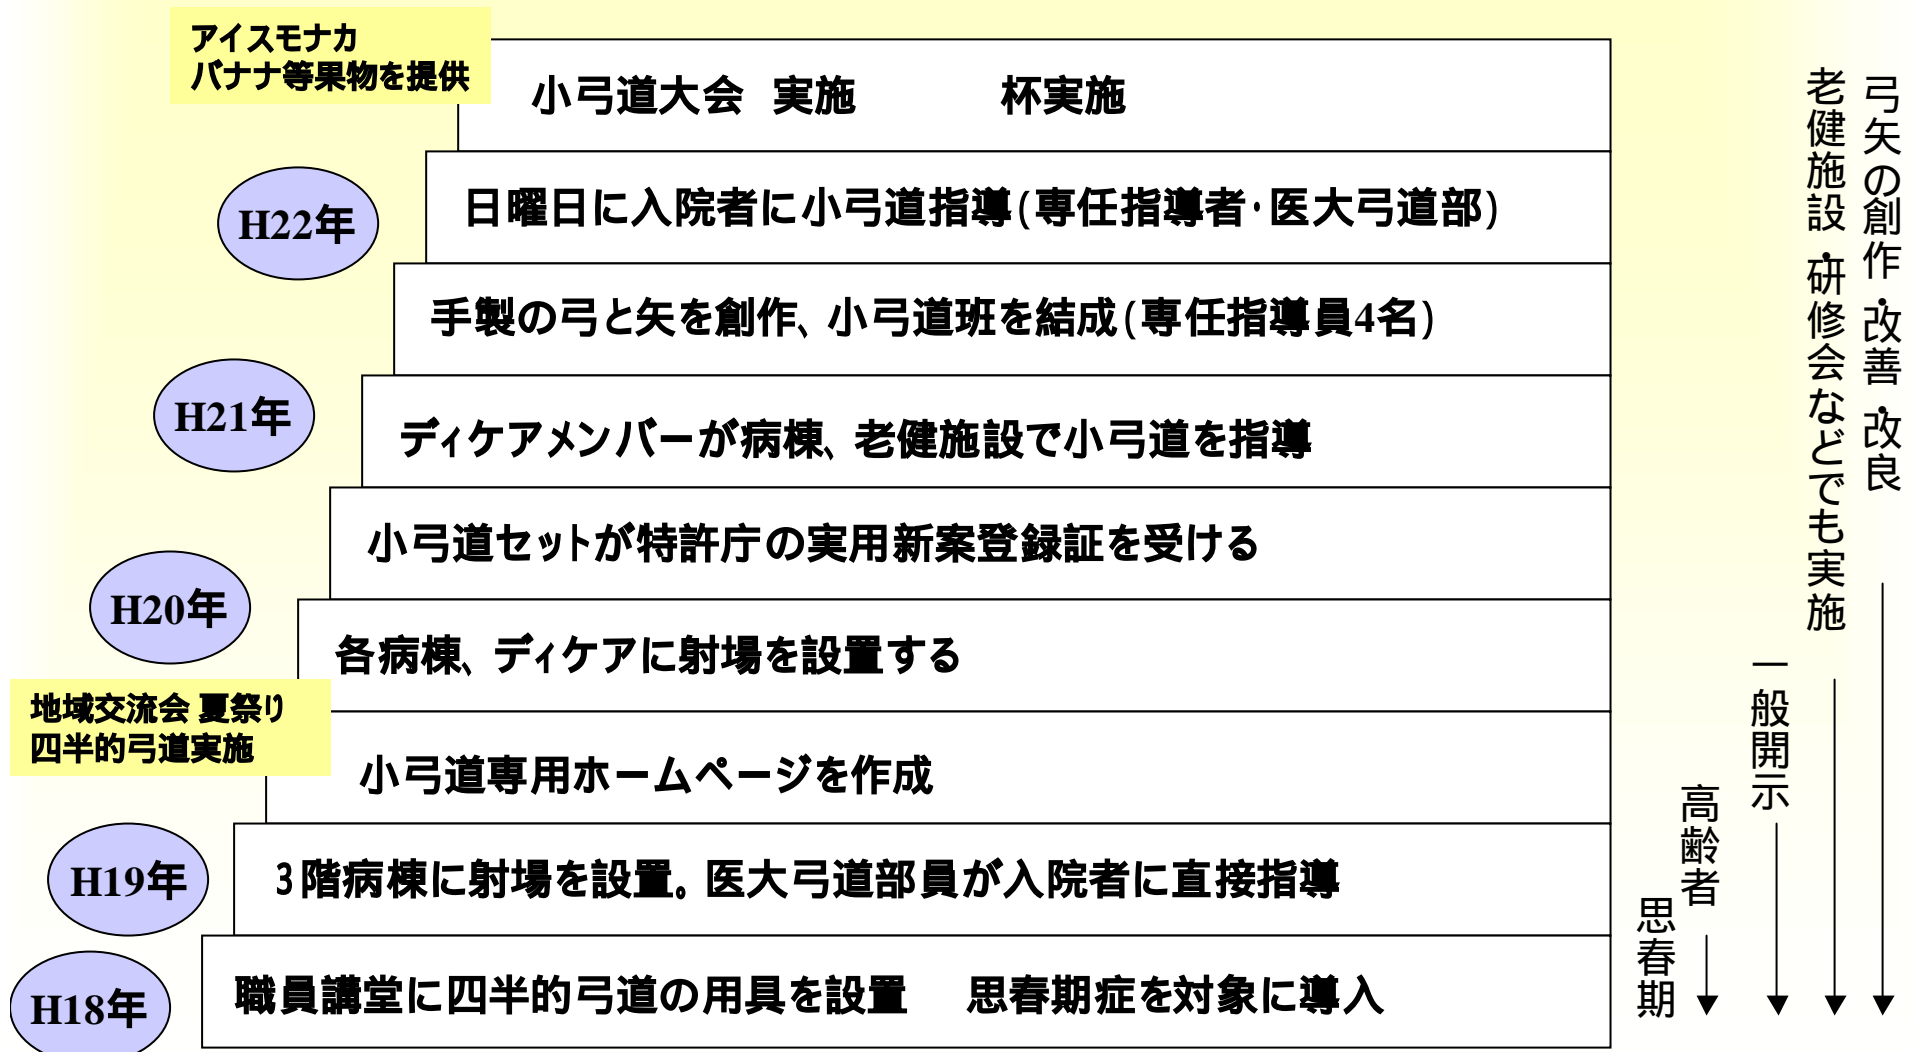 アイスモナカ
バナナ等果物を提供
小弓道大会 実施 杯実施
H22年
日曜日に入院者に小弓道指導(専任指導者・医大弓道部)
手製の弓と矢を創作、小弓道班を結成(専任指導員4名)
H21年
ディケアメンバーが病棟、老健施設で小弓道を指導
小弓道セットが特許庁の実用新案登録証を受ける
H20年
各病棟、ディケアに射場を設置する
地域交流会 夏祭り
四半的弓道実施
小弓道専用ホームページを作成
H19年
3階病棟に射場を設置。医大弓道部員が入院者に直接指導
H18年
職員講堂に四半的弓道の用具を設置 思春期症を対象に導入
弓矢の創作・改善・改良
老健施設・研修会などでも実施
一般開示
高齢者
思春期